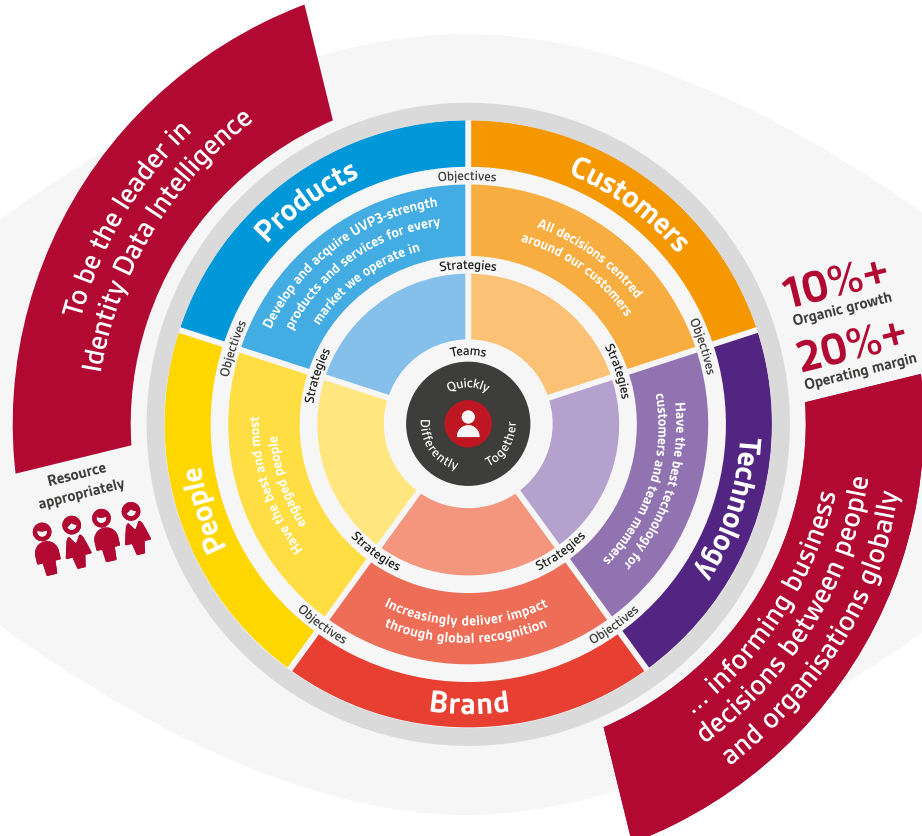 To be the leader in
Identity Data Intelligence
Products
Customers
Objectives
Develop and acquire UVP3-strength
products and services for every
market we operate in
All decisions centred
around our customers
Strategies
10%+
Organic growth
20%+
Operating margin
Objectives
Objectives
Strategies
Strategies
Teams
Quickly
Differently
Together
People
Have the best and most
engaged people
Have the best technology for
customers and team members
Technology
Resource
appropriately
Strategies
Strategies
Objectives
Objectives
Increasingly deliver impact
through global recognition
Brand
... informing business
decisions between people
and organisations globally